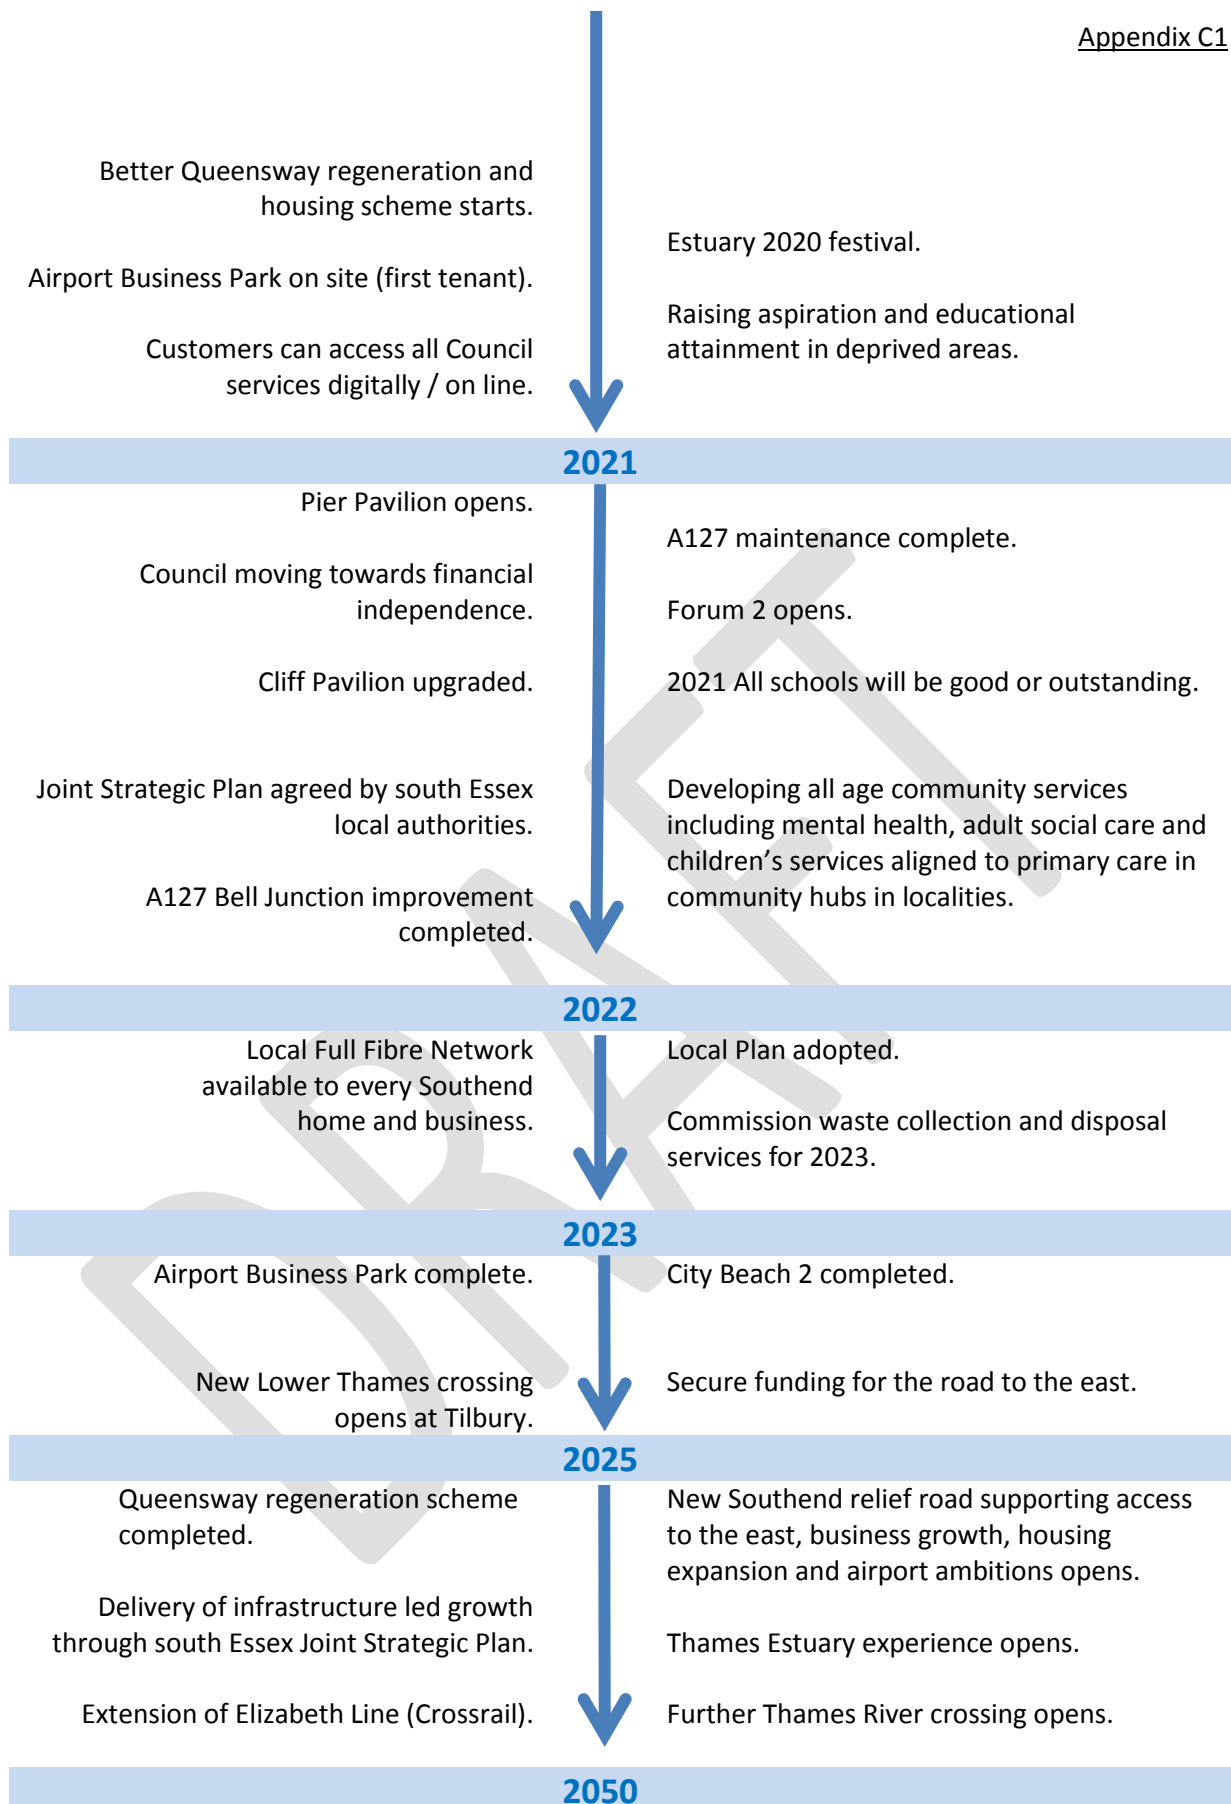 Appendix C1
Better Queensway regeneration and
housing scheme starts.
Airport Business Park on site (first tenant).
Customers can access all Council
services digitally / on line.
Estuary 2020 festival.
Raising aspiration and educational
attainment in deprived areas.
2021
Pier Pavilion opens.
Council moving towards financial
independence.
Cliff Pavilion upgraded.
Joint Strategic Plan agreed by south Essex
local authorities.
A127 Bell Junction improvement
completed.
A127 maintenance complete.
Forum 2 opens.
2021 All schools will be good or outstanding.
Developing all age community services
including mental health, adult social care and
children’s services aligned to primary care in
community hubs in localities.
2022
Local Full Fibre Network
available to every Southend
home and business.
Local Plan adopted.
Commission waste collection and disposal
services for 2023.
2023
Airport Business Park complete.
New Lower Thames crossing
opens at Tilbury.
City Beach 2 completed.
Secure funding for the road to the east.
2025
Queensway regeneration scheme
completed.
Delivery of infrastructure led growth
through south Essex Joint Strategic Plan.
Extension of Elizabeth Line (Crossrail).
New Southend relief road supporting access
to the east, business growth, housing
expansion and airport ambitions opens.
Thames Estuary experience opens.
Further Thames River crossing opens.
2050
DRAFT